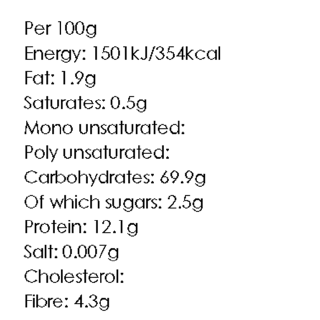 Per 100g
Energy: 1501kJ/354kcal
Fat: 1.9g
Saturates: 0.5g
Mono unsaturated:
Poly unsaturated:
Carbohydrates: 69.9g
Of which sugars: 2.5g
Protein: 12.1g
Salt: 0.007g
Cholesterol:
Fibre: 4.3g